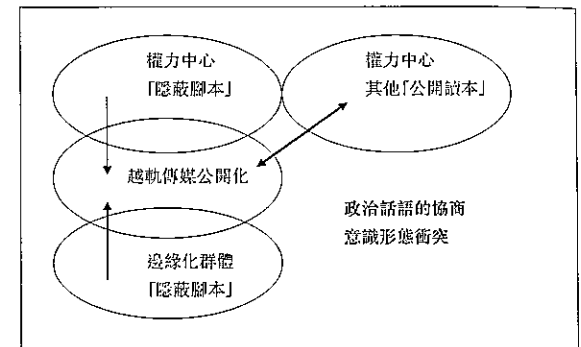 權力中心
「隱蔽腳本」
權力中心
其他「公開讀本」
越軌傳媒公開化
政治話語的協商
意識形態衝突
邊緣化群體
「隱蔽腳本」